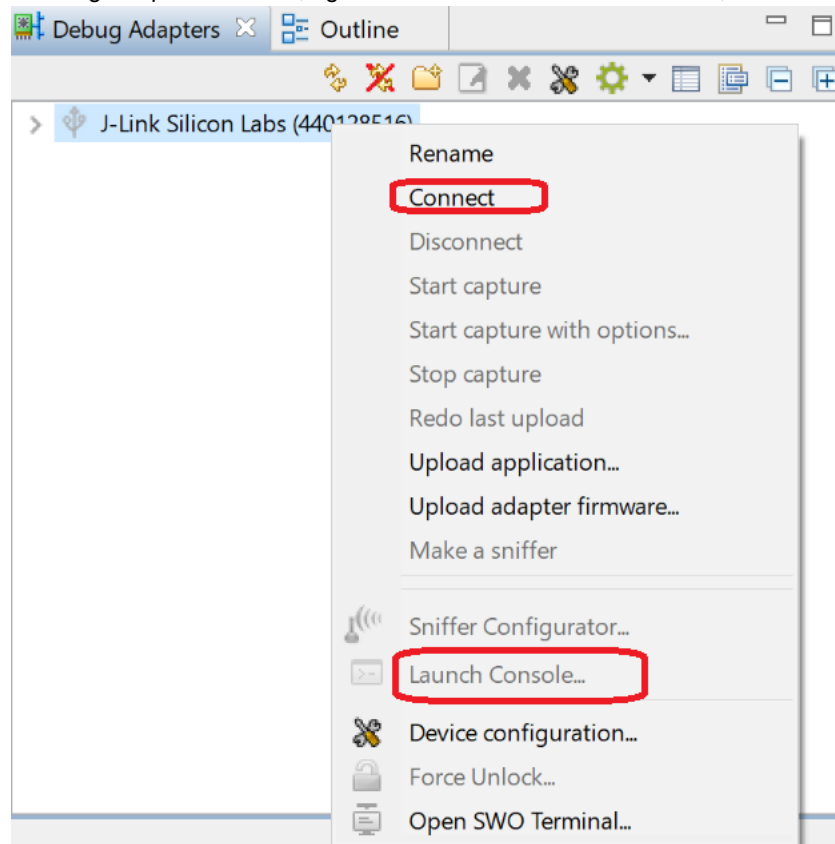 Debug Adapters Outline
J-Link Silicon Labs (440128516)
Rename
Connect
Disconnect
Start capture
Start capture with options...
Stop capture
Redo last upload
Upload application...
Upload adapter firmware...
Make a sniffer
Sniffer Configurator...
Launch Console...
Device configuration...
Force Unlock...
Open SWO Terminal...